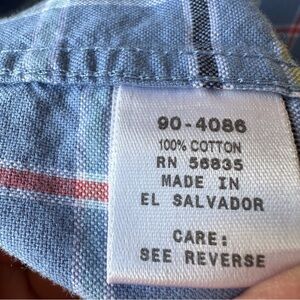 90-4086
100% COTTON
RN 56835
MADE IN
EL SALVADOR
CARE:
SEE REVERSE